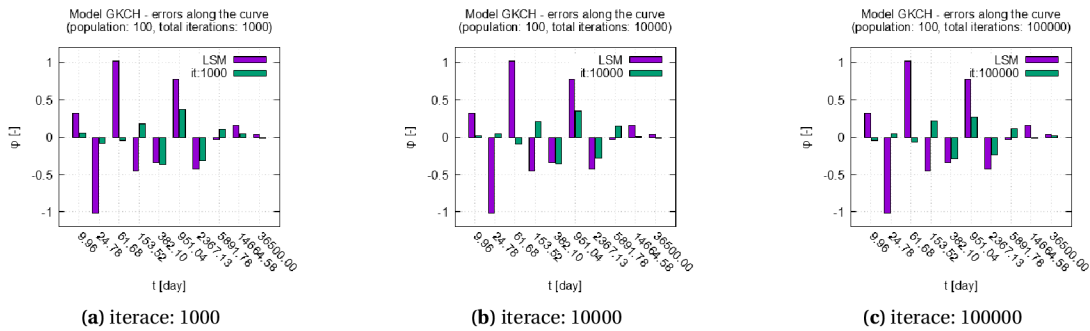 Model GKCH - errors along the curve
(population: 100, total iterations: 1000)
LSM
it:1000
1
0.5
0
-0.5
-1
φ [-]
9.96
24.78
61.68
153.52
382.10
951.04
2367.13
5891.78
14664.58
36500.00
t [day]
(a) iterace: 1000
Model GKCH - errors along the curve
(population: 100, total iterations: 10000)
LSM
it:10000
1
0.5
0
-0.5
-1
φ [-]
9.96
24.78
61.68
153.52
382.10
951.04
2367.13
5891.78
14664.58
36500.00
t [day]
(b) iterace: 10000
Model GKCH - errors along the curve
(population: 100, total iterations: 100000)
LSM
it:100000
1
0.5
0
-0.5
-1
φ [-]
9.96
24.78
61.68
153.52
382.10
951.04
2367.13
5891.78
14664.58
36500.00
t [day]
(c) iterace: 100000